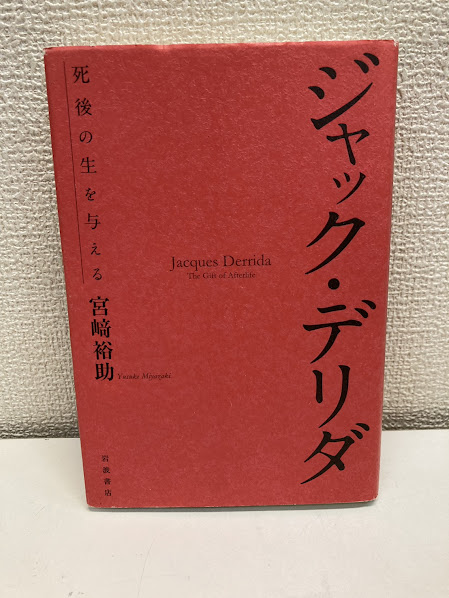 ジャック・デリダ
死後の生を与える
宮﨑裕助
Yusuke Miyazaki
Jacques Derrida
The Gift of Afterlife
岩波書店